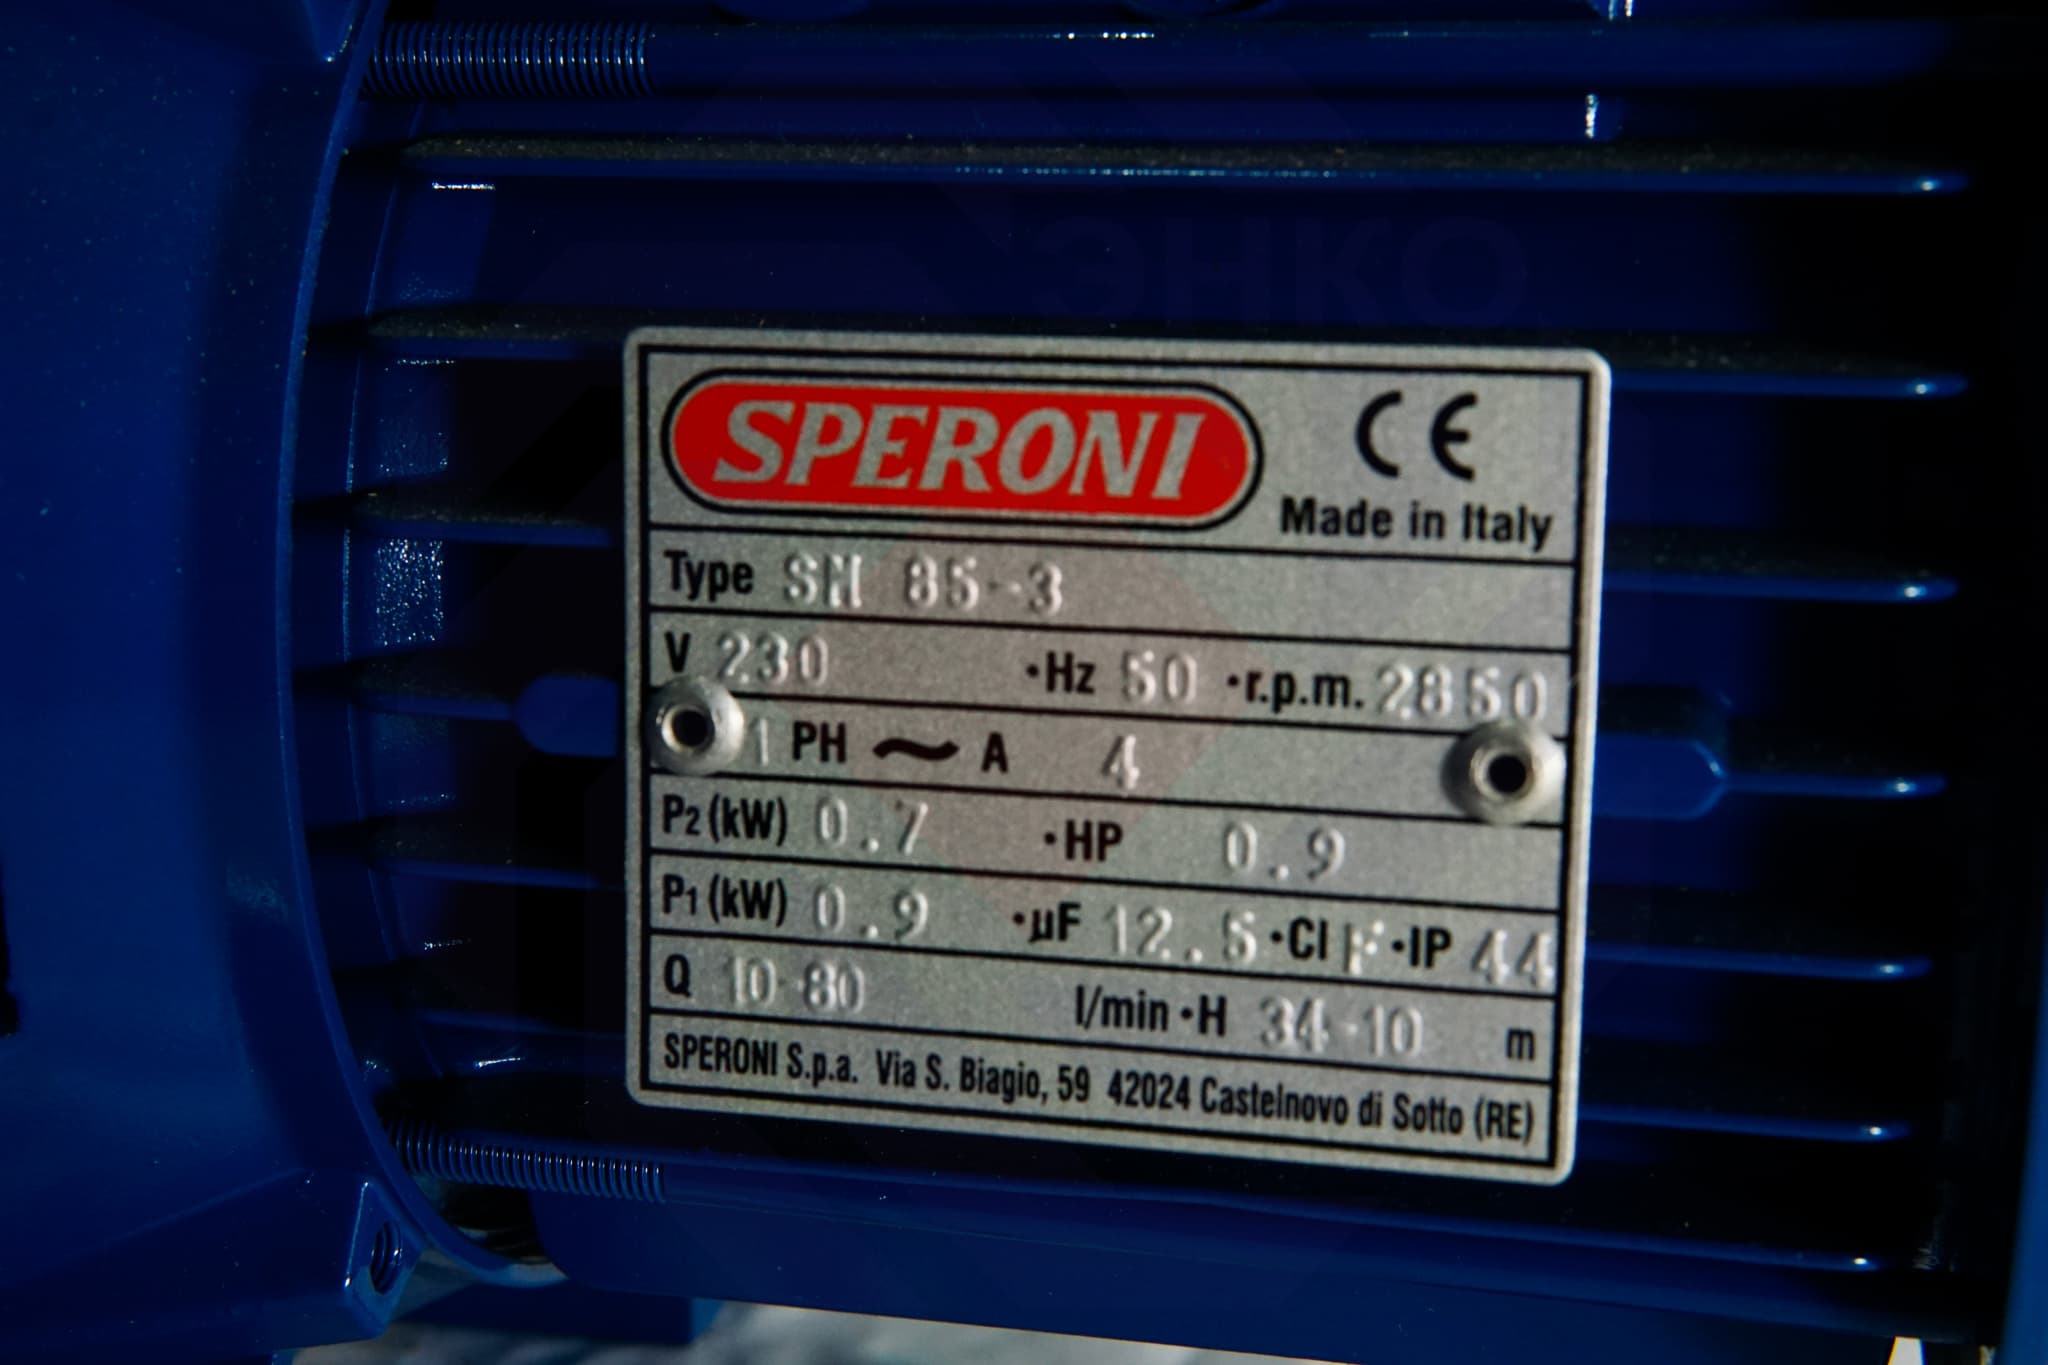 ЭНКО
SPERONI
CE
Made in Italy
Type SM 85-3
V 230 ·Hz 50 ·r.p.m. 2850
1 PH ~ A 4
P2 (kW) 0.7 ·HP 0.9
P1 (kW) 0.9 ·µF 12.5 ·Cl F ·IP 44
Q 10-80 l/min ·H 34-10 m
SPERONI S.p.a. Via S. Biagio, 59 42024 Castelnovo di Sotto (RE)